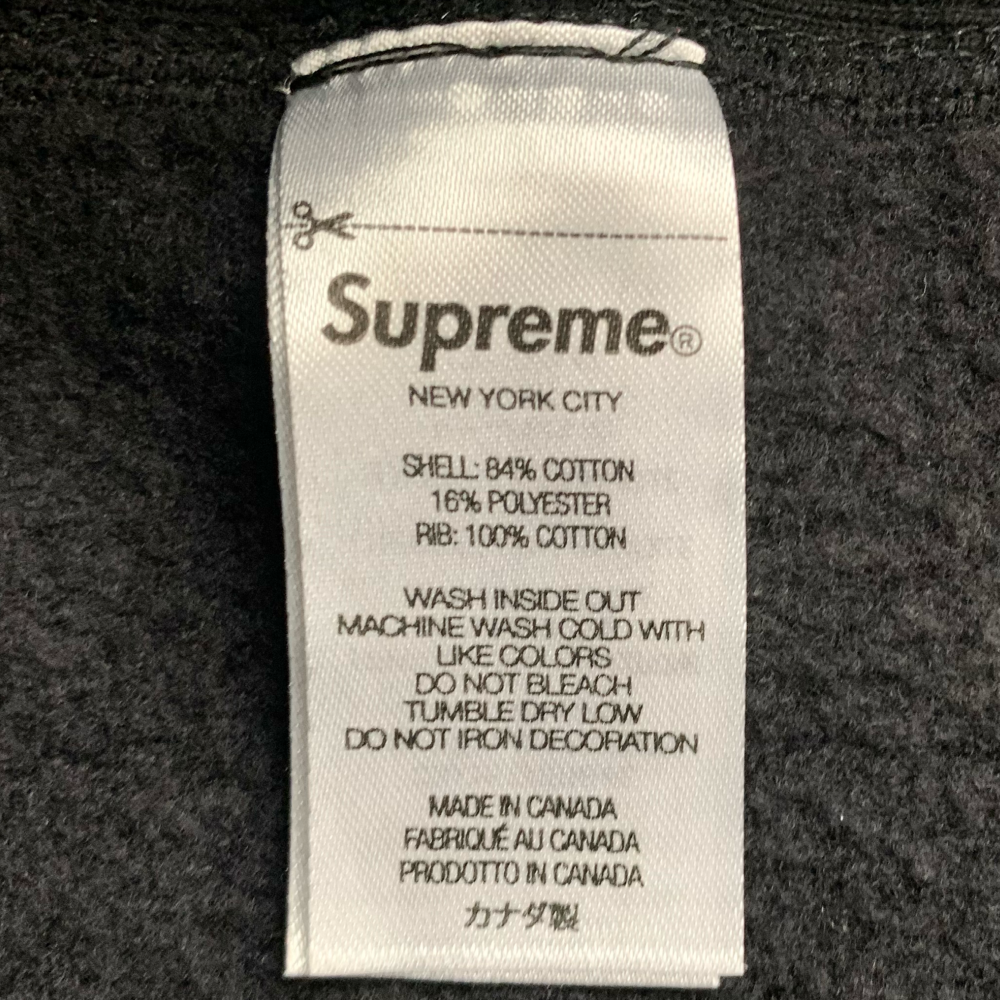 Supreme®
NEW YORK CITY
SHELL: 84% COTTON
16% POLYESTER
RIB: 100% COTTON
WASH INSIDE OUT
MACHINE WASH COLD WITH
LIKE COLORS
DO NOT BLEACH
TUMBLE DRY LOW
DO NOT IRON DECORATION
MADE IN CANADA
FABRIQUÉ AU CANADA
PRODOTTO IN CANADA
カナダ製